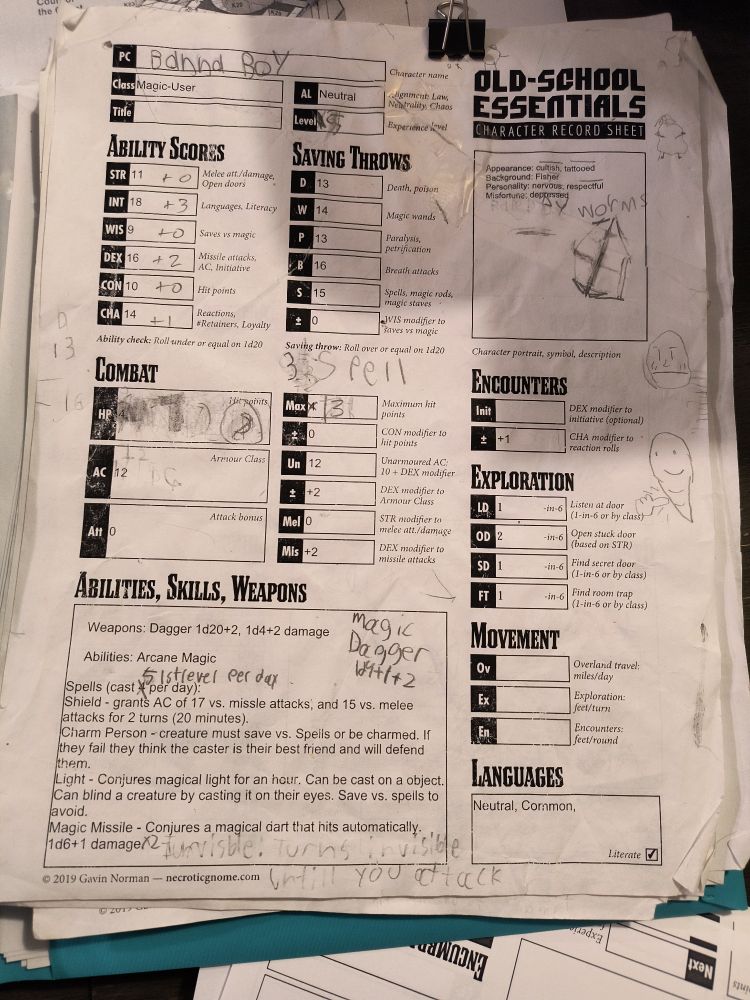 PC Banna Boy
Character name
Class Magic-User
AL Neutral
Alignment: Law, Neutrality, Chaos
Title
Level 5
Experience level
OLD-SCHOOL
ESSENTIALS
CHARACTER RECORD SHEET
Appearance: cultish, tattooed
Background: Fisher
Personality: nervous, respectful
Misfortune: depressed
worms
Character portrait, symbol, description
ABILITY SCORES
STR 11 +0 Melee att./damage, Open doors
INT 18 +3 Languages, Literacy
WIS 9 +0 Saves vs magic
DEX 16 +2 Missile attacks, AC, Initiative
CON 10 +0 Hit points
CHA 14 +1 Reactions, #Retainers, Loyalty
Ability check: Roll under or equal on 1d20
D
13
SAVING THROWS
D 13 Death, poison
W 14 Magic wands
P 13 Paralysis, petrification
B 16 Breath attacks
S 15 Spells, magic rods, magic staves
± 0 WIS modifier to saves vs magic
Saving throw: Roll over or equal on 1d20
Spell
COMBAT
HP Hit points
AC 12 Armour Class
Att 0 Attack bonus
Max 13 Maximum hit points
± 0 CON modifier to hit points
Un 12 Unarmoured AC: 10 + DEX modifier
± +2 DEX modifier to Armour Class
Mel 0 STR modifier to melee att./damage
Mis +2 DEX modifier to missile attacks
ENCOUNTERS
Init DEX modifier to initiative (optional)
± +1 CHA modifier to reaction rolls
EXPLORATION
LD 1 -in-6 Listen at door (1-in-6 or by class)
OD 2 -in-6 Open stuck door (based on STR)
SD 1 -in-6 Find secret door (1-in-6 or by class)
FT 1 -in-6 Find room trap (1-in-6 or by class)
MOVEMENT
Ov Overland travel: miles/day
Ex Exploration: feet/turn
En Encounters: feet/round
LANGUAGES
Neutral, Common,
Literate
ABILITIES, SKILLS, WEAPONS
Weapons: Dagger 1d20+2, 1d4+2 damage
magic
Dagger
1d4+1+2
Abilities: Arcane Magic
5 1st level per day
Spells (cast per day):
Shield - grants AC of 17 vs. missle attacks, and 15 vs. melee
attacks for 2 turns (20 minutes).
Charm Person - creature must save vs. Spells or be charmed. If
they fail they think the caster is their best friend and will defend
them.
Light - Conjures magical light for an hour. Can be cast on a object.
Can blind a creature by casting it on their eyes. Save vs. spells to
avoid.
Magic Missile - Conjures a magical dart that hits automatically.
1d6+1 damage x2 Turns invisible
untill you attack
© 2019 Gavin Norman — necroticgnome.com
© 2019
Next